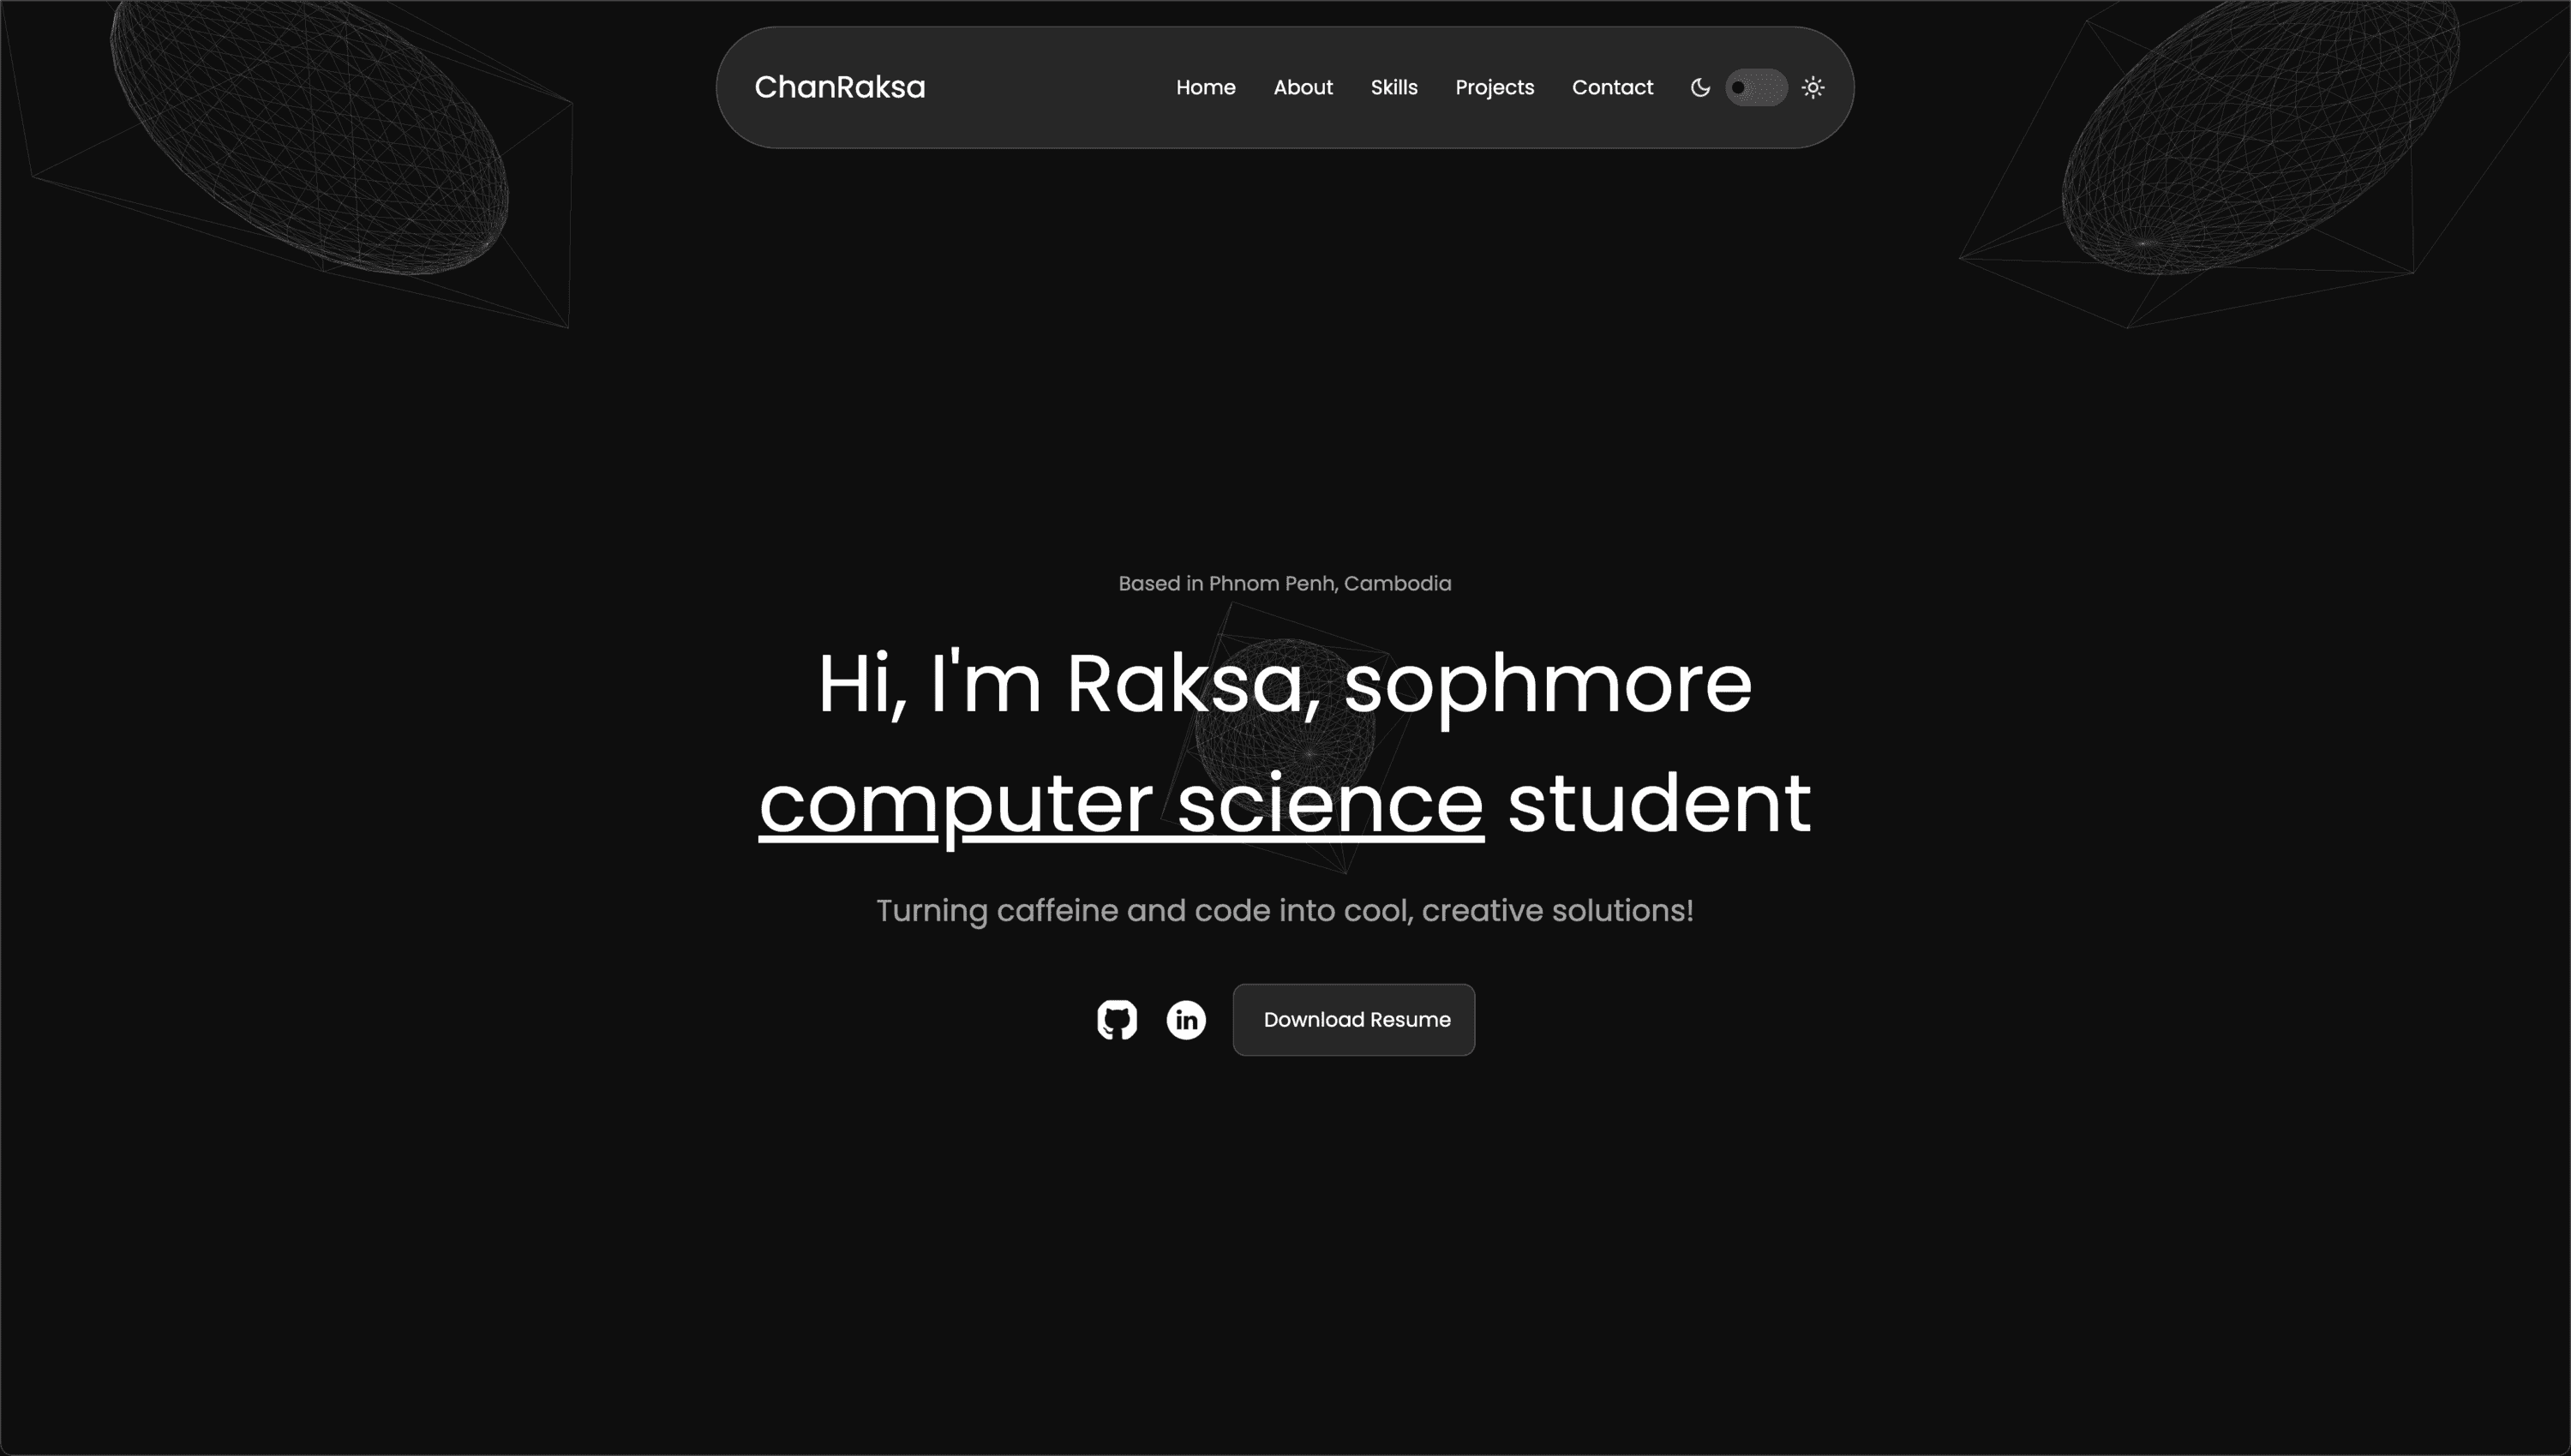 ChanRaksa
Home About Skills Projects Contact
Based in Phnom Penh, Cambodia
Hi, I'm Raksa, sophmore
computer science student
Turning caffeine and code into cool, creative solutions!
in Download Resume